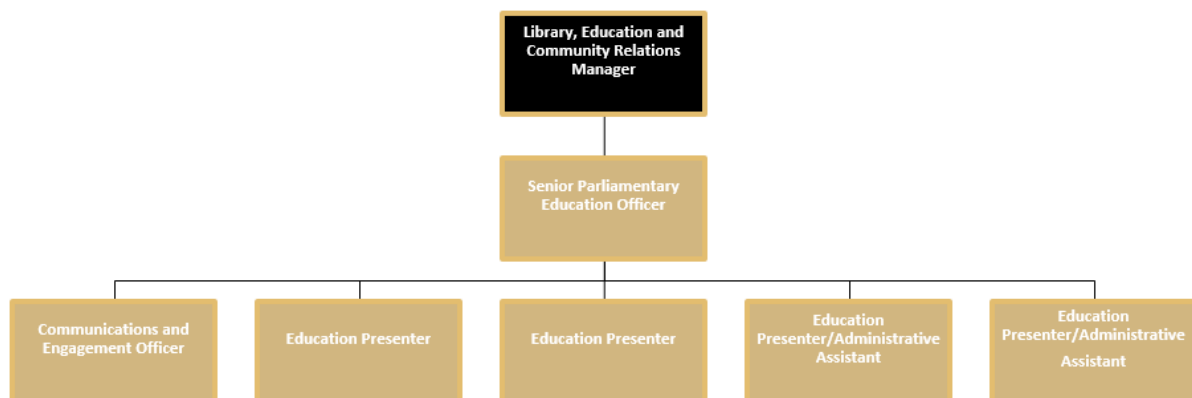 Library, Education and
Community Relations
Manager
Senior Parliamentary
Education Officer
Communications and
Engagement Officer
Education Presenter
Education Presenter
Education
Presenter/Administrative
Assistant
Education
Presenter/Administrative
Assistant